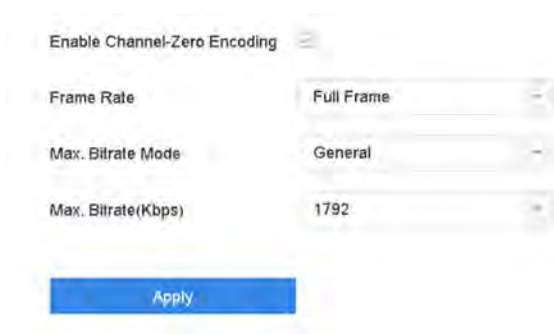 Enable Channel-Zero Encoding
Frame Rate Full Frame
Max. Bitrate Mode General
Max. Bitrate(Kbps) 1792
Apply